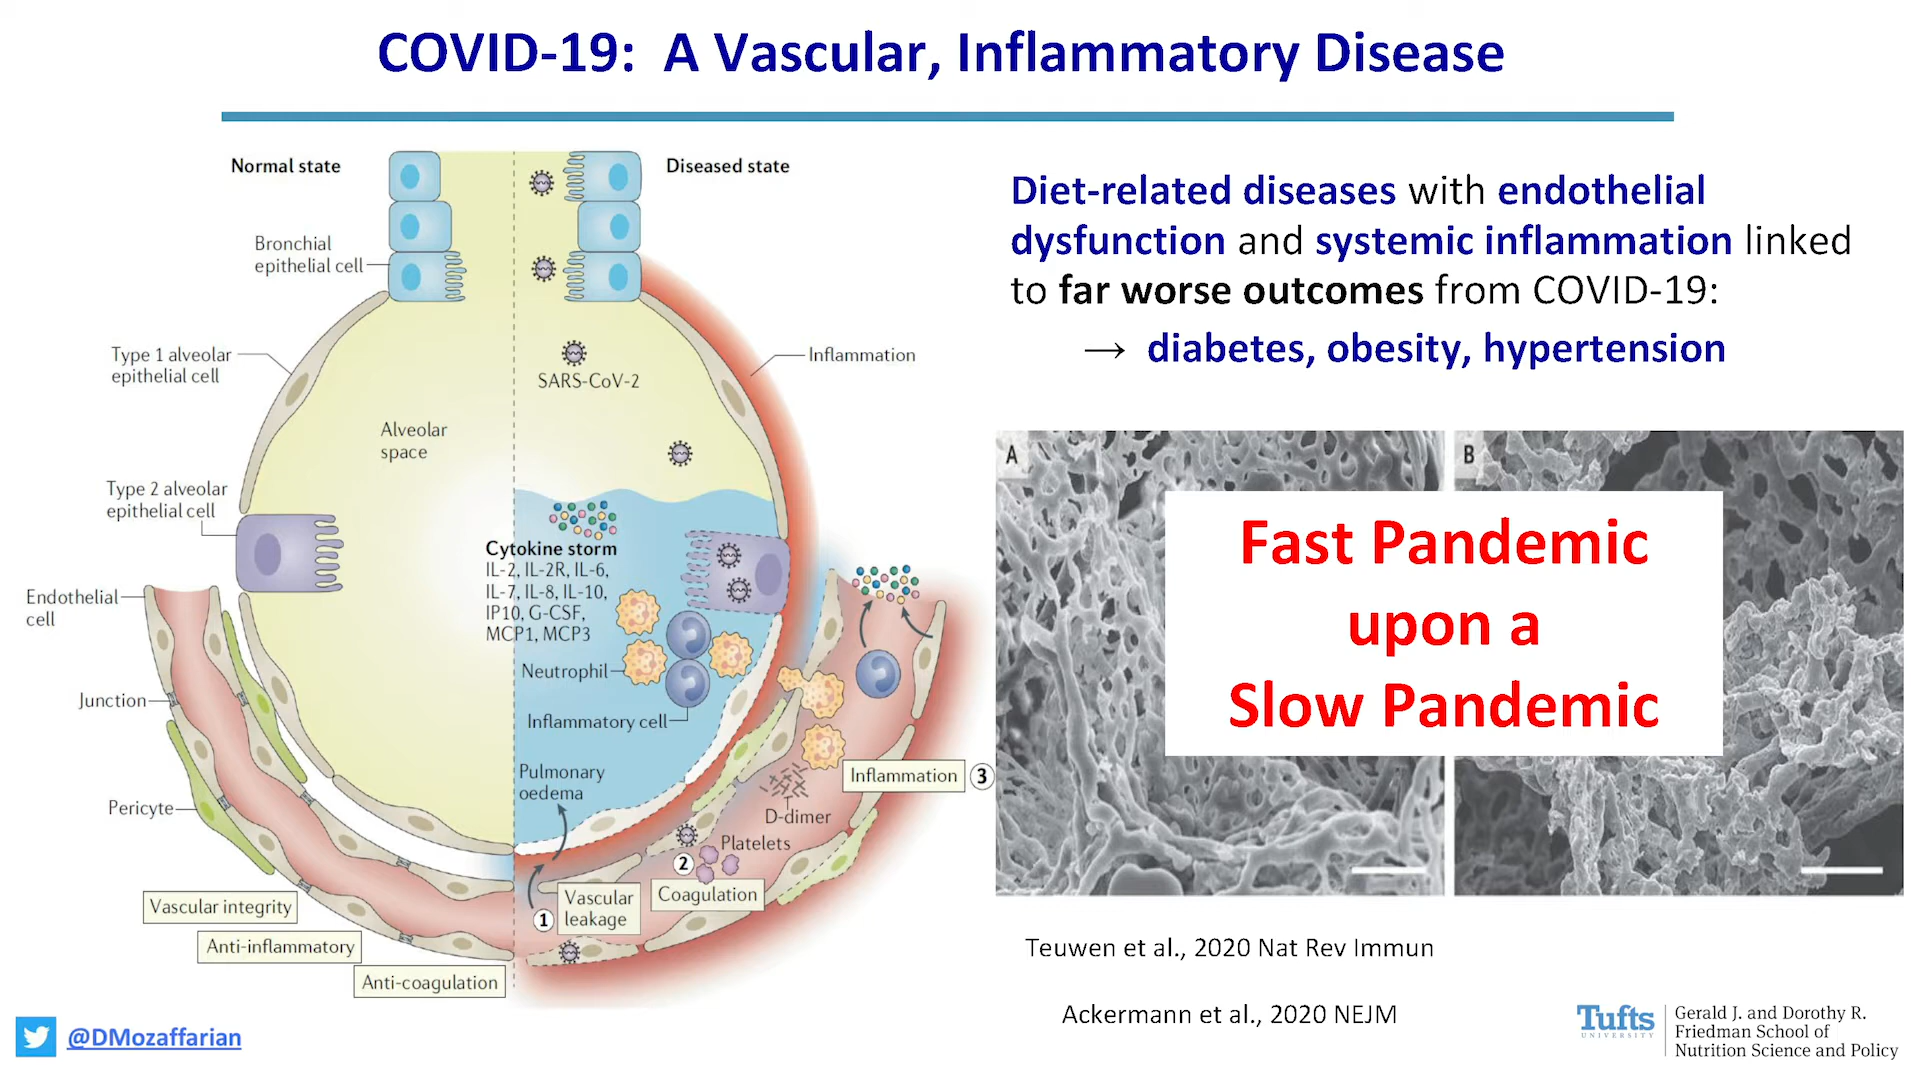 COVID-19: A Vascular, Inflammatory Disease
Normal state
Diseased state
Bronchial
epithelial cell
Type 1 alveolar
epithelial cell
Inflammation
SARS-CoV-2
Alveolar
space
Type 2 alveolar
epithelial cell
Cytokine storm
IL-2, IL-2R, IL-6,
IL-7, IL-8, IL-10,
IP10, G-CSF,
MCP1, MCP3
Endothelial
cell
Neutrophil
Junction
Inflammatory cell
Pulmonary
oedema
Inflammation 3
Pericyte
D-dimer
Platelets
2
Coagulation
Vascular
leakage
1
Vascular integrity
Anti-inflammatory
Anti-coagulation
Diet-related diseases with endothelial
dysfunction and systemic inflammation linked
to far worse outcomes from COVID-19:
→ diabetes, obesity, hypertension
A
B
Fast Pandemic
upon a
Slow Pandemic
Teuwen et al., 2020 Nat Rev Immun
Ackermann et al., 2020 NEJM
@DMozaffarian
Tufts
UNIVERSITY
Gerald J. and Dorothy R.
Friedman School of
Nutrition Science and Policy